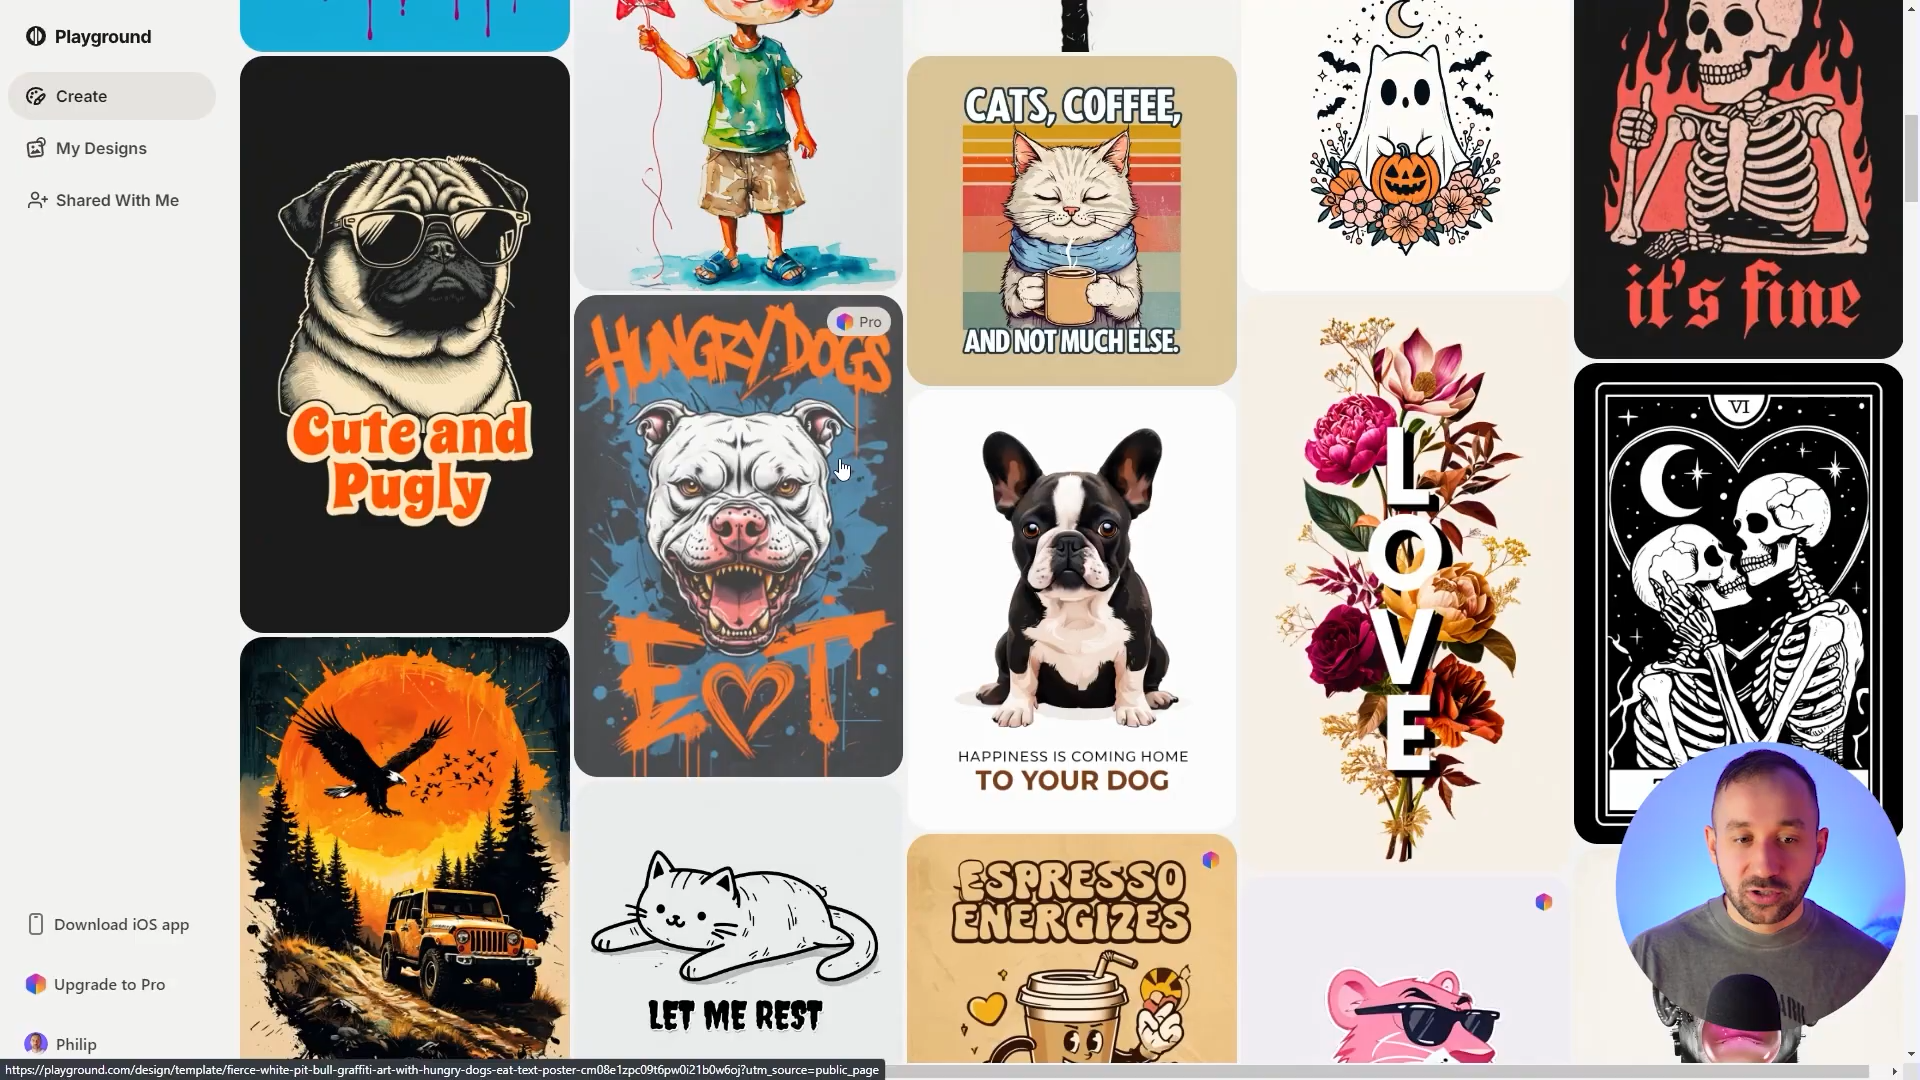 Playground
Create
My Designs
Shared With Me
Download iOS app
Upgrade to Pro
Philip
Cute and
Pugly
HUNGRY DOGS
Pro
EAT
LET ME REST
CATS, COFFEE,
AND NOT MUCH ELSE.
HAPPINESS IS COMING HOME
TO YOUR DOG
ESPRESSO
ENERGIZES
L
O
V
E
it's fine
VI
https://playground.com/design/template/fierce-white-pit-bull-graffiti-art-with-hungry-dogs-eat-text-poster-cm08e1zpc09t6pw0i21b0w6oj?utm_source=public_page